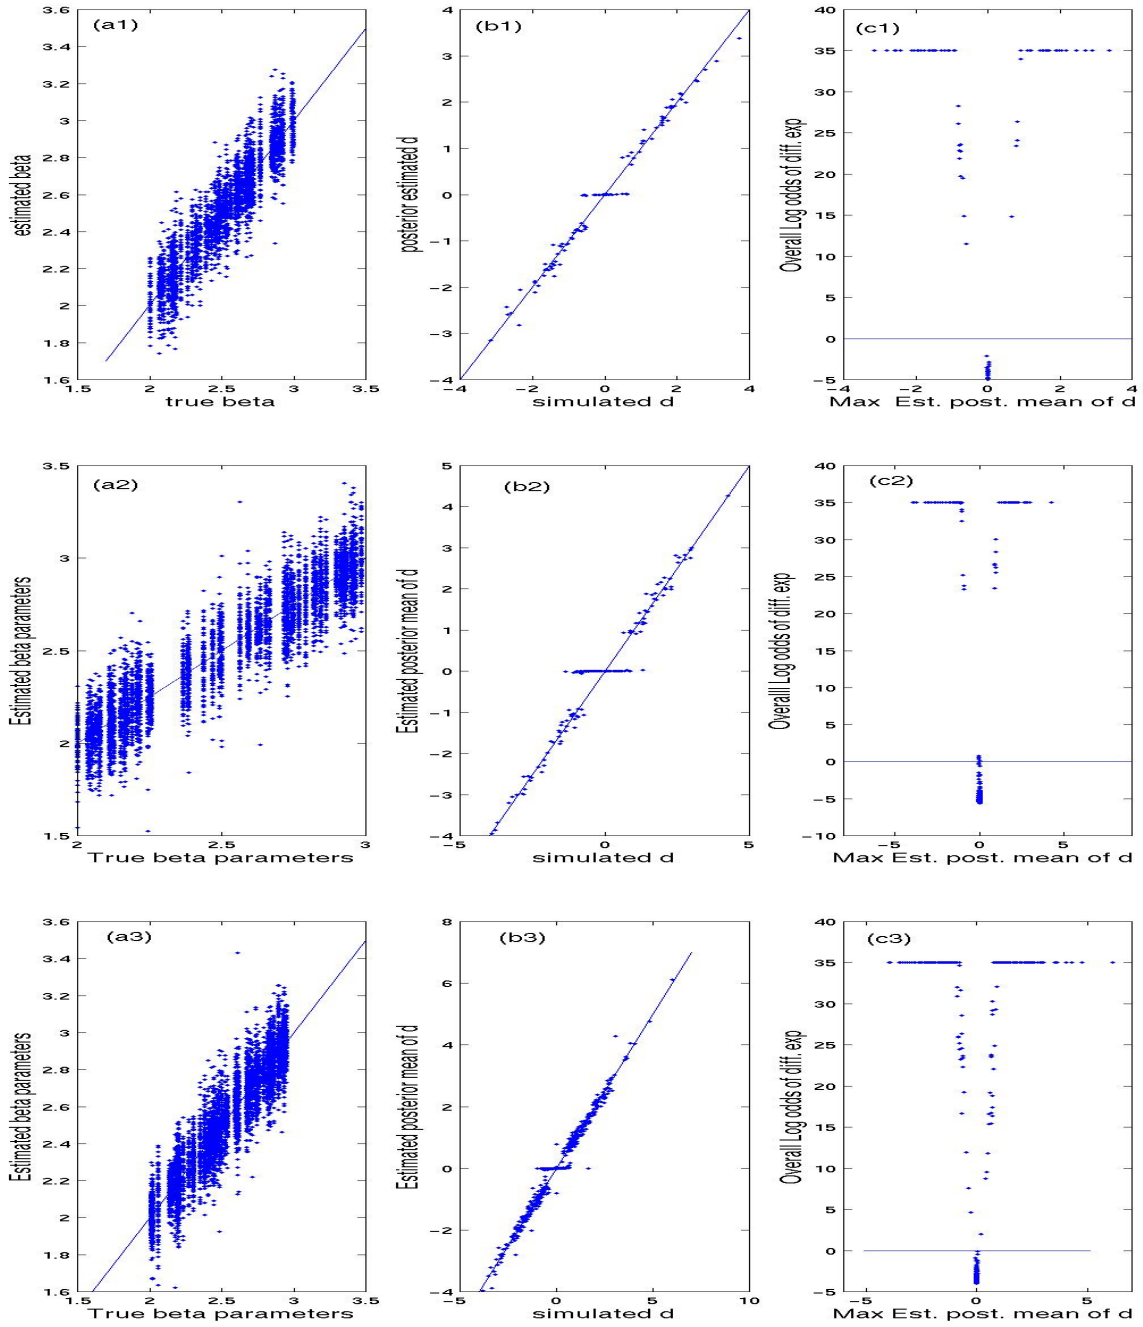 (a1)
estimated beta
3.6
3.4
3.2
3
2.8
2.6
2.4
2.2
2
1.8
1.6
1.5 2 2.5 3 3.5
true beta
(b1)
posterior estimated d
4
3
2
1
0
−1
−2
−3
−4
−4 −2 0 2 4
simulated d
(c1)
Overall Log odds of diff. exp
40
35
30
25
20
15
10
5
0
−5
−4 −2 0 2 4
Max Est. post. mean of d
(a2)
Estimated beta parameters
3.5
3
2.5
2
1.5
2 2.5 3
True beta parameters
(b2)
Estimated posterior mean of d
5
4
3
2
1
0
−1
−2
−3
−4
−5 0 5
simulated d
(c2)
Overall Log odds of diff. exp
40
35
30
25
20
15
10
5
0
−5
−10
−5 0 5
Max Est. post. mean of d
(a3)
Estimated beta parameters
3.6
3.4
3.2
3
2.8
2.6
2.4
2.2
2
1.8
1.6
1.5 2 2.5 3 3.5
True beta parameters
(b3)
Estimated posterior mean of d
8
6
4
2
0
−2
−4
−5 0 5 10
simulated d
(c3)
Overall Log odds of diff. exp
40
35
30
25
20
15
10
5
0
−5
−5 0 5
Max Est. post. mean of d